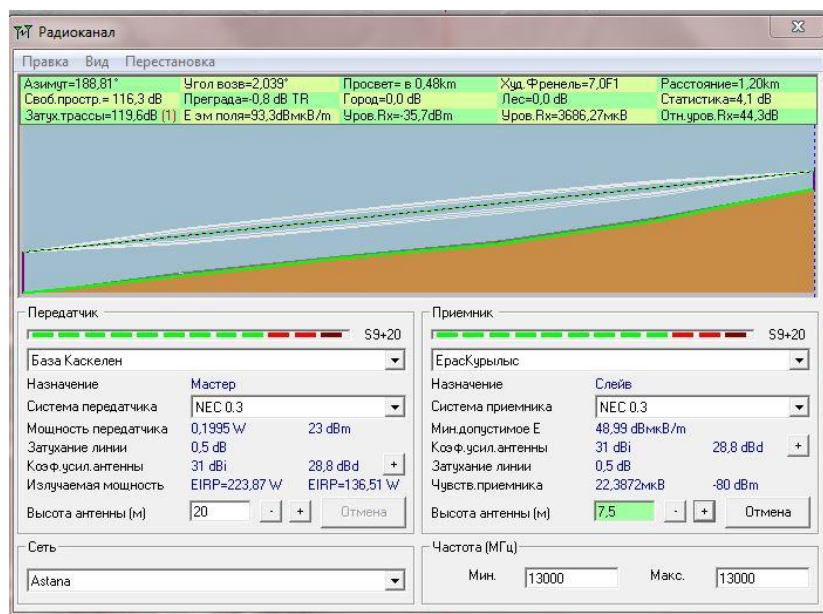 Радиоканал
Правка Вид Перестановка
Азимут=188,81° Угол возв=2,039° Просвет= в 0,48km Худ.Френель=7,0F1 Расстояние=1,20km
Своб.простр.= 116,3 dB Преграда=-0,8 dB TR Город=0,0 dB Лес=0,0 dB Статистика=4,1 dB
Затух.трассы=119,6dB (1) E эм поля=93,3dBмкВ/m Уров.Rx=-35,7dBm Уров.Rx=3686,27мкВ Отн.уров.Rx=44,3dB
Передатчик
S9+20
База Каскелен
Назначение Мастер
Система передатчика NEC 0.3
Мощность передатчика 0,1995 W 23 dBm
Затухание линии 0,5 dB
Коэф.усил.антенны 31 dBi 28,8 dBd +
Излучаемая мощность EIRP=223,87 W EIRP=136,51 W
Высота антенны (м) 20 - + Отмена
Приемник
S9+20
ЕрасКурылыс
Назначение Слейв
Система приемника NEC 0.3
Мин.допустимое E 48,99 dBмкВ/m
Коэф.усил.антенны 31 dBi 28,8 dBd +
Затухание линии 0,5 dB
Чувств.приемника 22,3872мкВ -80 dBm
Высота антенны (м) 7,5 - + Отмена
Сеть
Astana
Частота (МГц)
Мин. 13000 Макс. 13000